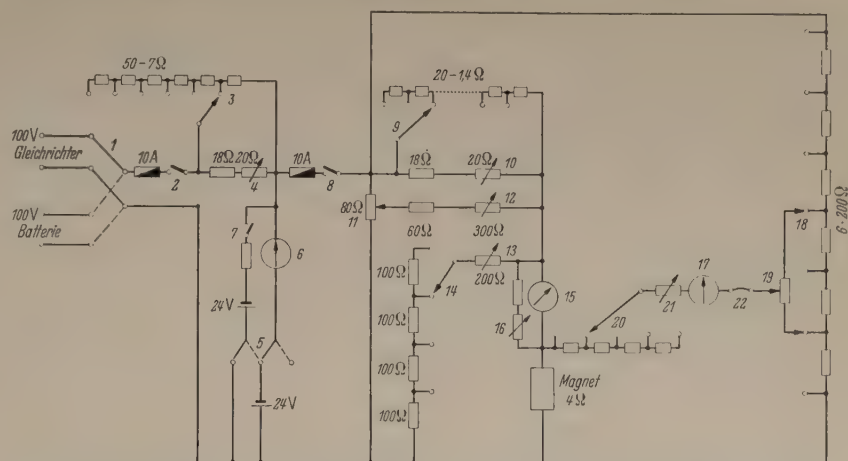 50-7Ω
20-1,4Ω
3
9
100V
Gleichrichter
1
10A
2
18Ω
20Ω
4
10A
8
18Ω
20Ω
10
100V
Batterie
80Ω
11
60Ω
300Ω
12
7
6
13
200Ω
14
100Ω
100Ω
100Ω
100Ω
15
16
17
18
19
20
21
22
6·200Ω
24V
5
24V
Magnet
4Ω